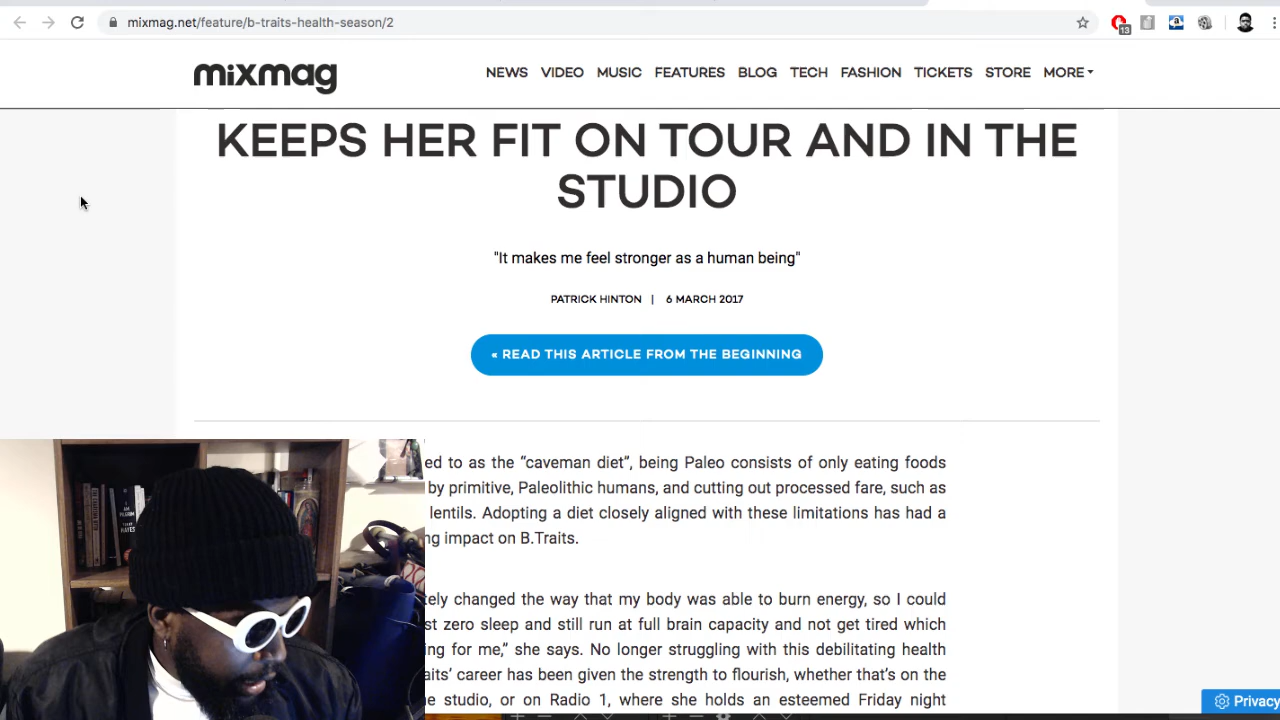 mixmag.net/feature/b-traits-health-season/2
13
mixmag
NEWS VIDEO MUSIC FEATURES BLOG TECH FASHION TICKETS STORE MORE
KEEPS HER FIT ON TOUR AND IN THE
STUDIO
"It makes me feel stronger as a human being"
PATRICK HINTON | 6 MARCH 2017
« READ THIS ARTICLE FROM THE BEGINNING
ed to as the “caveman diet”, being Paleo consists of only eating foods
by primitive, Paleolithic humans, and cutting out processed fare, such as
lentils. Adopting a diet closely aligned with these limitations has had a
ng impact on B.Traits.
tely changed the way that my body was able to burn energy, so I could
st zero sleep and still run at full brain capacity and not get tired which
ng for me,” she says. No longer struggling with this debilitating health
aits’ career has been given the strength to flourish, whether that’s on the
e studio, or on Radio 1, where she holds an esteemed Friday night
Privacy